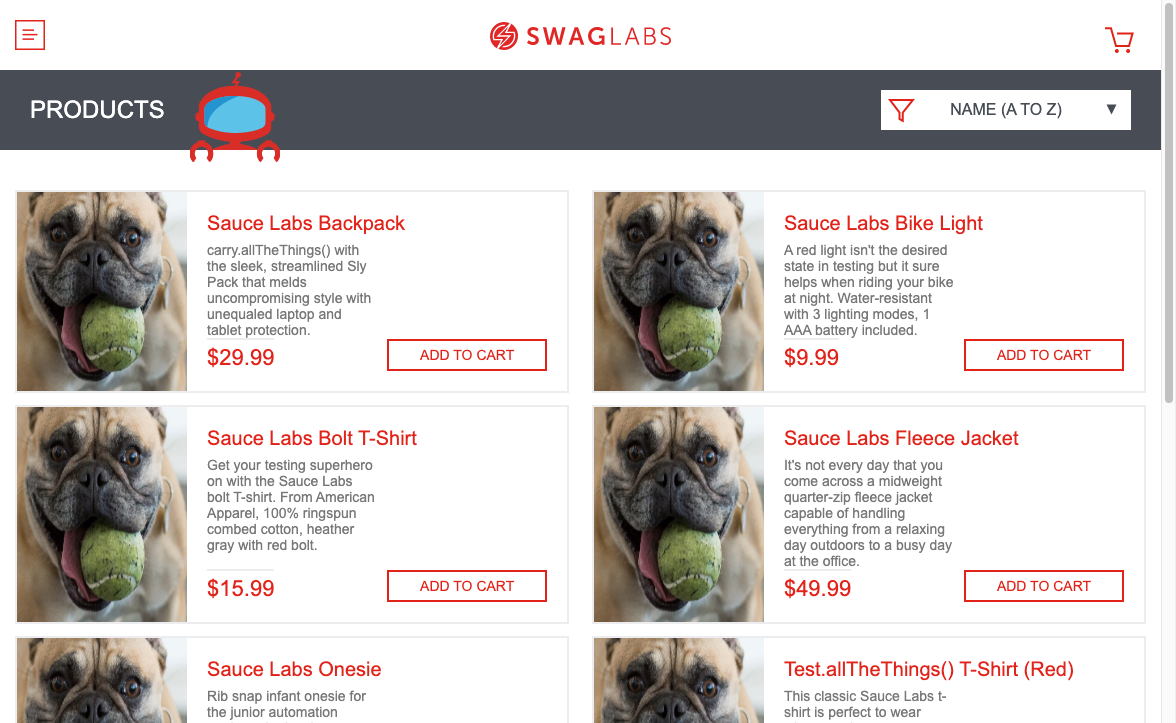 SWAGLABS
PRODUCTS
NAME (A TO Z) ▼
Sauce Labs Backpack
carry.allTheThings() with
the sleek, streamlined Sly
Pack that melds
uncompromising style with
unequaled laptop and
tablet protection.
$29.99
ADD TO CART
Sauce Labs Bike Light
A red light isn't the desired
state in testing but it sure
helps when riding your bike
at night. Water-resistant
with 3 lighting modes, 1
AAA battery included.
$9.99
ADD TO CART
Sauce Labs Bolt T-Shirt
Get your testing superhero
on with the Sauce Labs
bolt T-shirt. From American
Apparel, 100% ringspun
combed cotton, heather
gray with red bolt.
$15.99
ADD TO CART
Sauce Labs Fleece Jacket
It's not every day that you
come across a midweight
quarter-zip fleece jacket
capable of handling
everything from a relaxing
day outdoors to a busy day
at the office.
$49.99
ADD TO CART
Sauce Labs Onesie
Rib snap infant onesie for
the junior automation
Test.allTheThings() T-Shirt (Red)
This classic Sauce Labs t-
shirt is perfect to wear